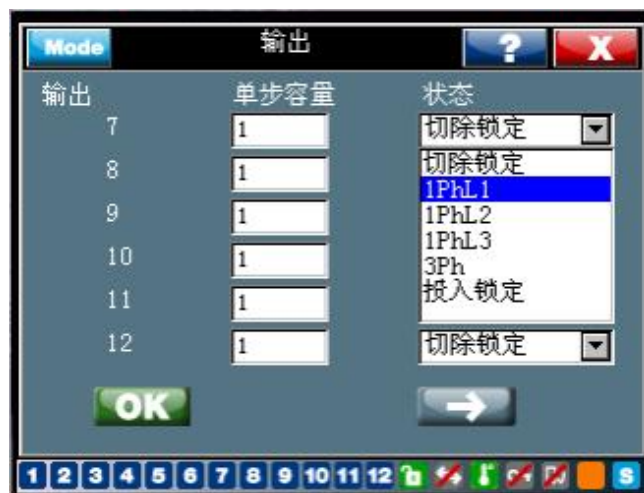 Mode 输出 ? X
输出 单步容量 状态
7 1 切除锁定
8 1 切除锁定
1PhL1
9 1 1PhL2
1PhL3
10 1 3Ph
投入锁定
11 1
12 1 切除锁定
OK
1 2 3 4 5 6 7 8 9 10 11 12 S